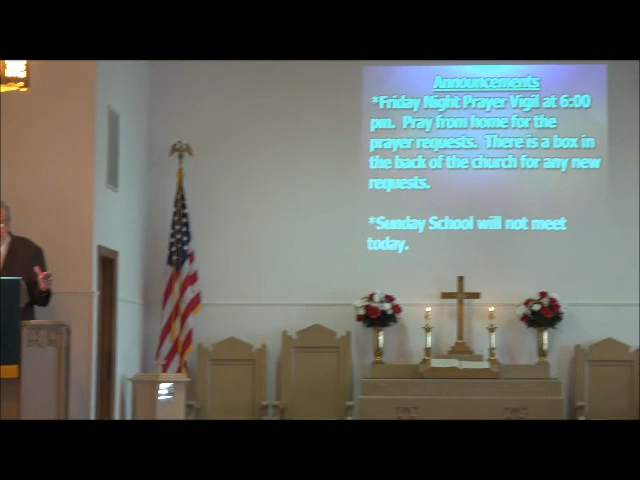 Announcements
*Friday Night Prayer Vigil at 6:00
pm. Pray from home for the
prayer requests. There is a box in
the back of the church for any new
requests.
*Sunday School will not meet
today.